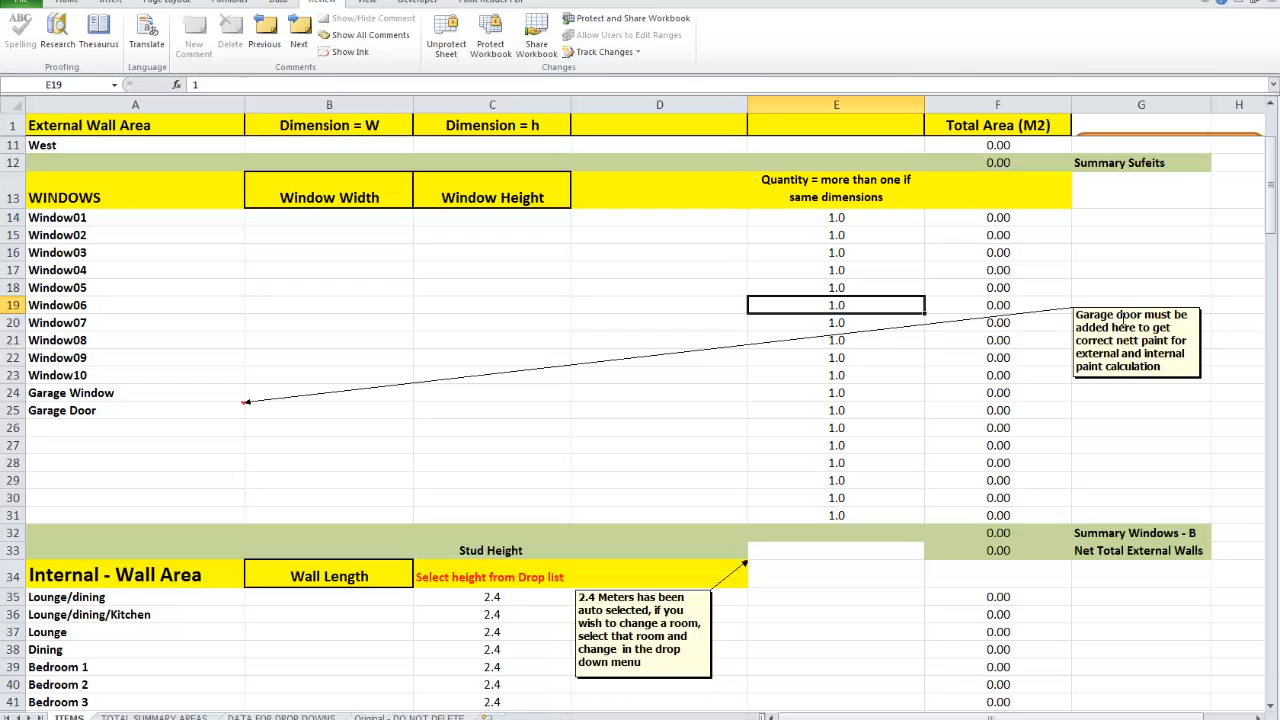 File Home Insert Page Layout Formulas Data Review View Developer Foxit Reader PDF
Spelling Research Thesaurus Translate New Comment Delete Previous Next Show/Hide Comment Show All Comments Show Ink Unprotect Sheet Protect Workbook Share Workbook Protect and Share Workbook Allow Users to Edit Ranges Track Changes
Proofing Language Comments Changes
E19 fx 1
A B C D E F G H
1 External Wall Area Dimension = W Dimension = h Total Area (M2)
11 West 0.00
12 0.00 Summary Sufeits
13 WINDOWS Window Width Window Height Quantity = more than one if same dimensions
14 Window01 1.0 0.00
15 Window02 1.0 0.00
16 Window03 1.0 0.00
17 Window04 1.0 0.00
18 Window05 1.0 0.00
19 Window06 1.0 0.00
20 Window07 1.0 0.00
21 Window08 1.0 0.00
22 Window09 1.0 0.00
23 Window10 1.0 0.00
24 Garage Window 1.0 0.00
25 Garage Door 1.0 0.00
26 1.0 0.00
27 1.0 0.00
28 1.0 0.00
29 1.0 0.00
30 1.0 0.00
31 1.0 0.00
Garage door must be
added here to get
correct nett paint for
external and internal
paint calculation
32 0.00 Summary Windows - B
33 Stud Height 0.00 Net Total External Walls
34 Internal - Wall Area Wall Length Select height from Drop list
35 Lounge/dining 2.4 0.00
36 Lounge/dining/Kitchen 2.4 0.00
37 Lounge 2.4 0.00
38 Dining 2.4 0.00
39 Bedroom 1 2.4 0.00
40 Bedroom 2 2.4 0.00
41 Bedroom 3 2.4 0.00
2.4 Meters has been
auto selected, if you
wish to change a room,
select that room and
change in the drop
down menu
ITEMS TOTAL SUMMARY AREAS DATA FOR DROP DOWNS Original - DO NOT DELETE